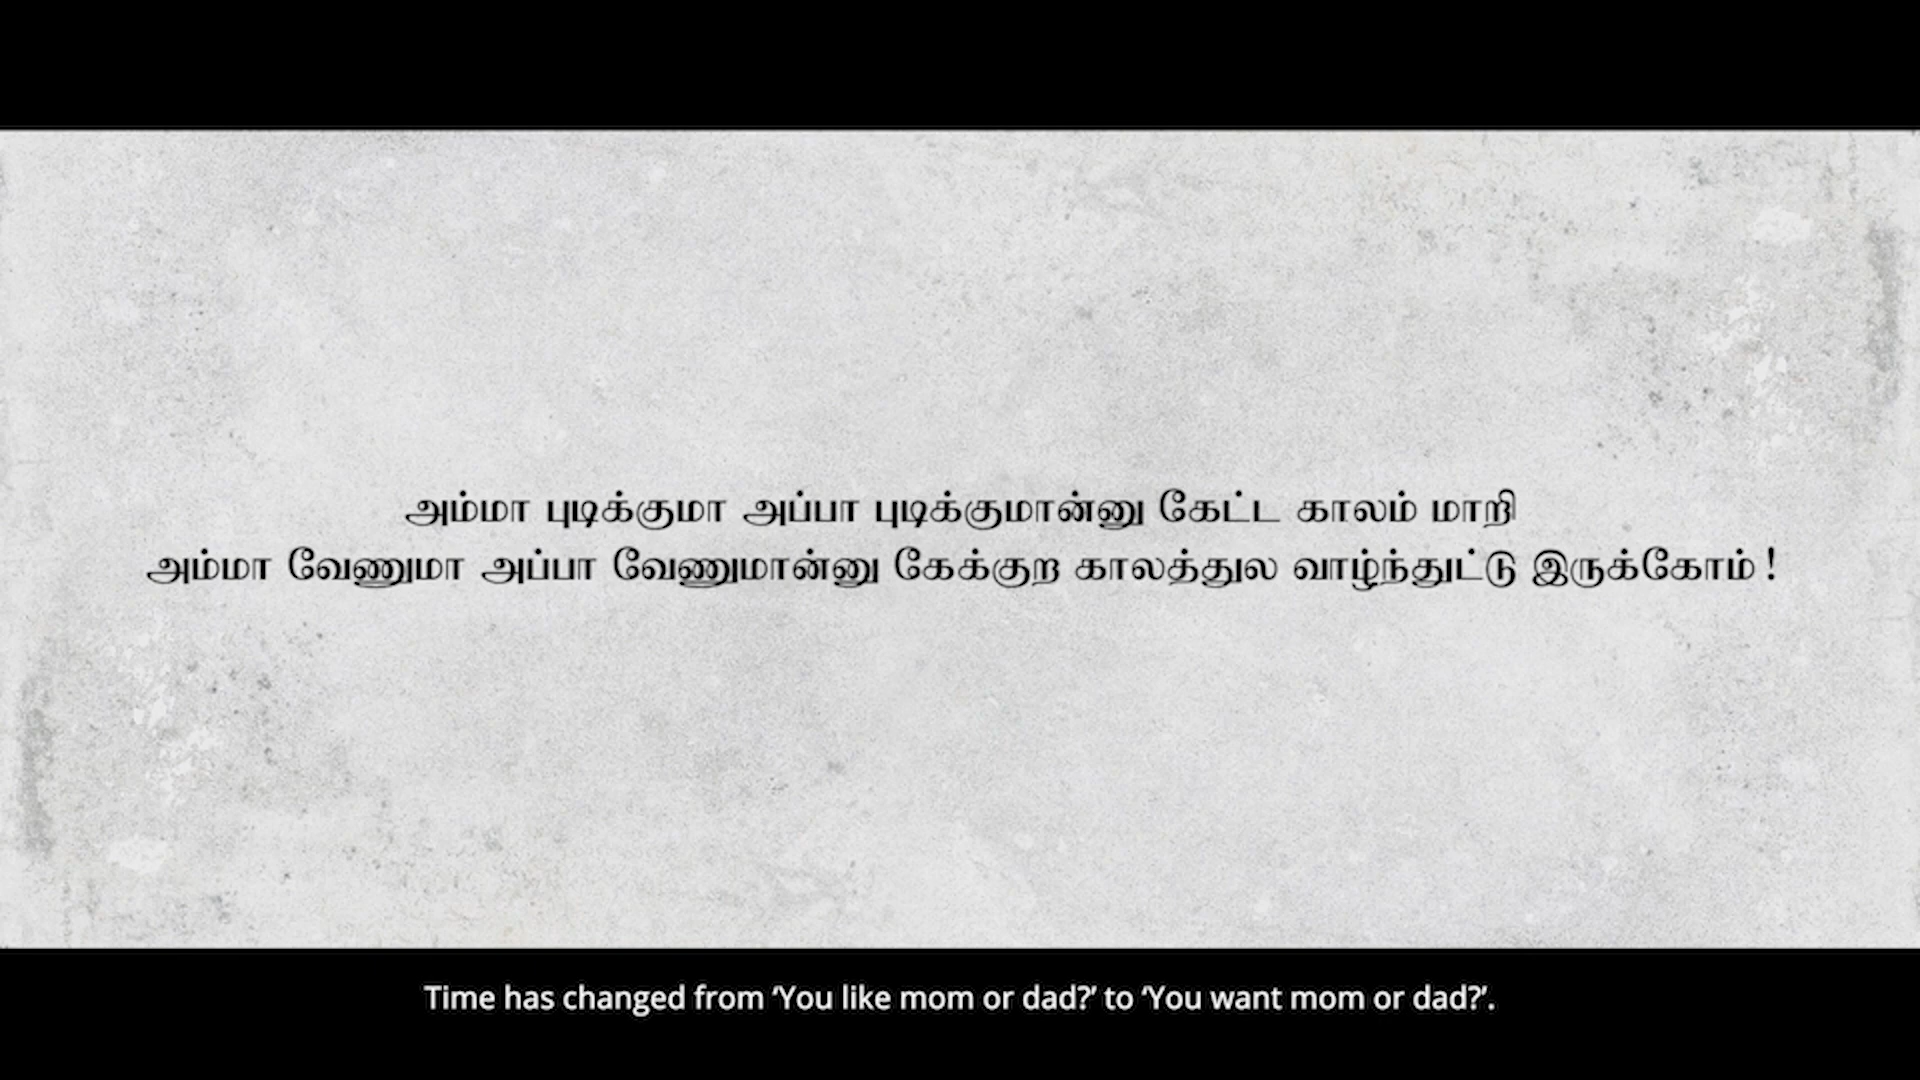 அம்மா புடிக்குமா அப்பா புடிக்குமான்னு கேட்ட காலம் மாறி
அம்மா வேணுமா அப்பா வேணுமான்னு கேக்குற காலத்துல வாழ்ந்துட்டு இருக்கோம் !
Time has changed from ‘You like mom or dad?’ to ‘You want mom or dad?’.